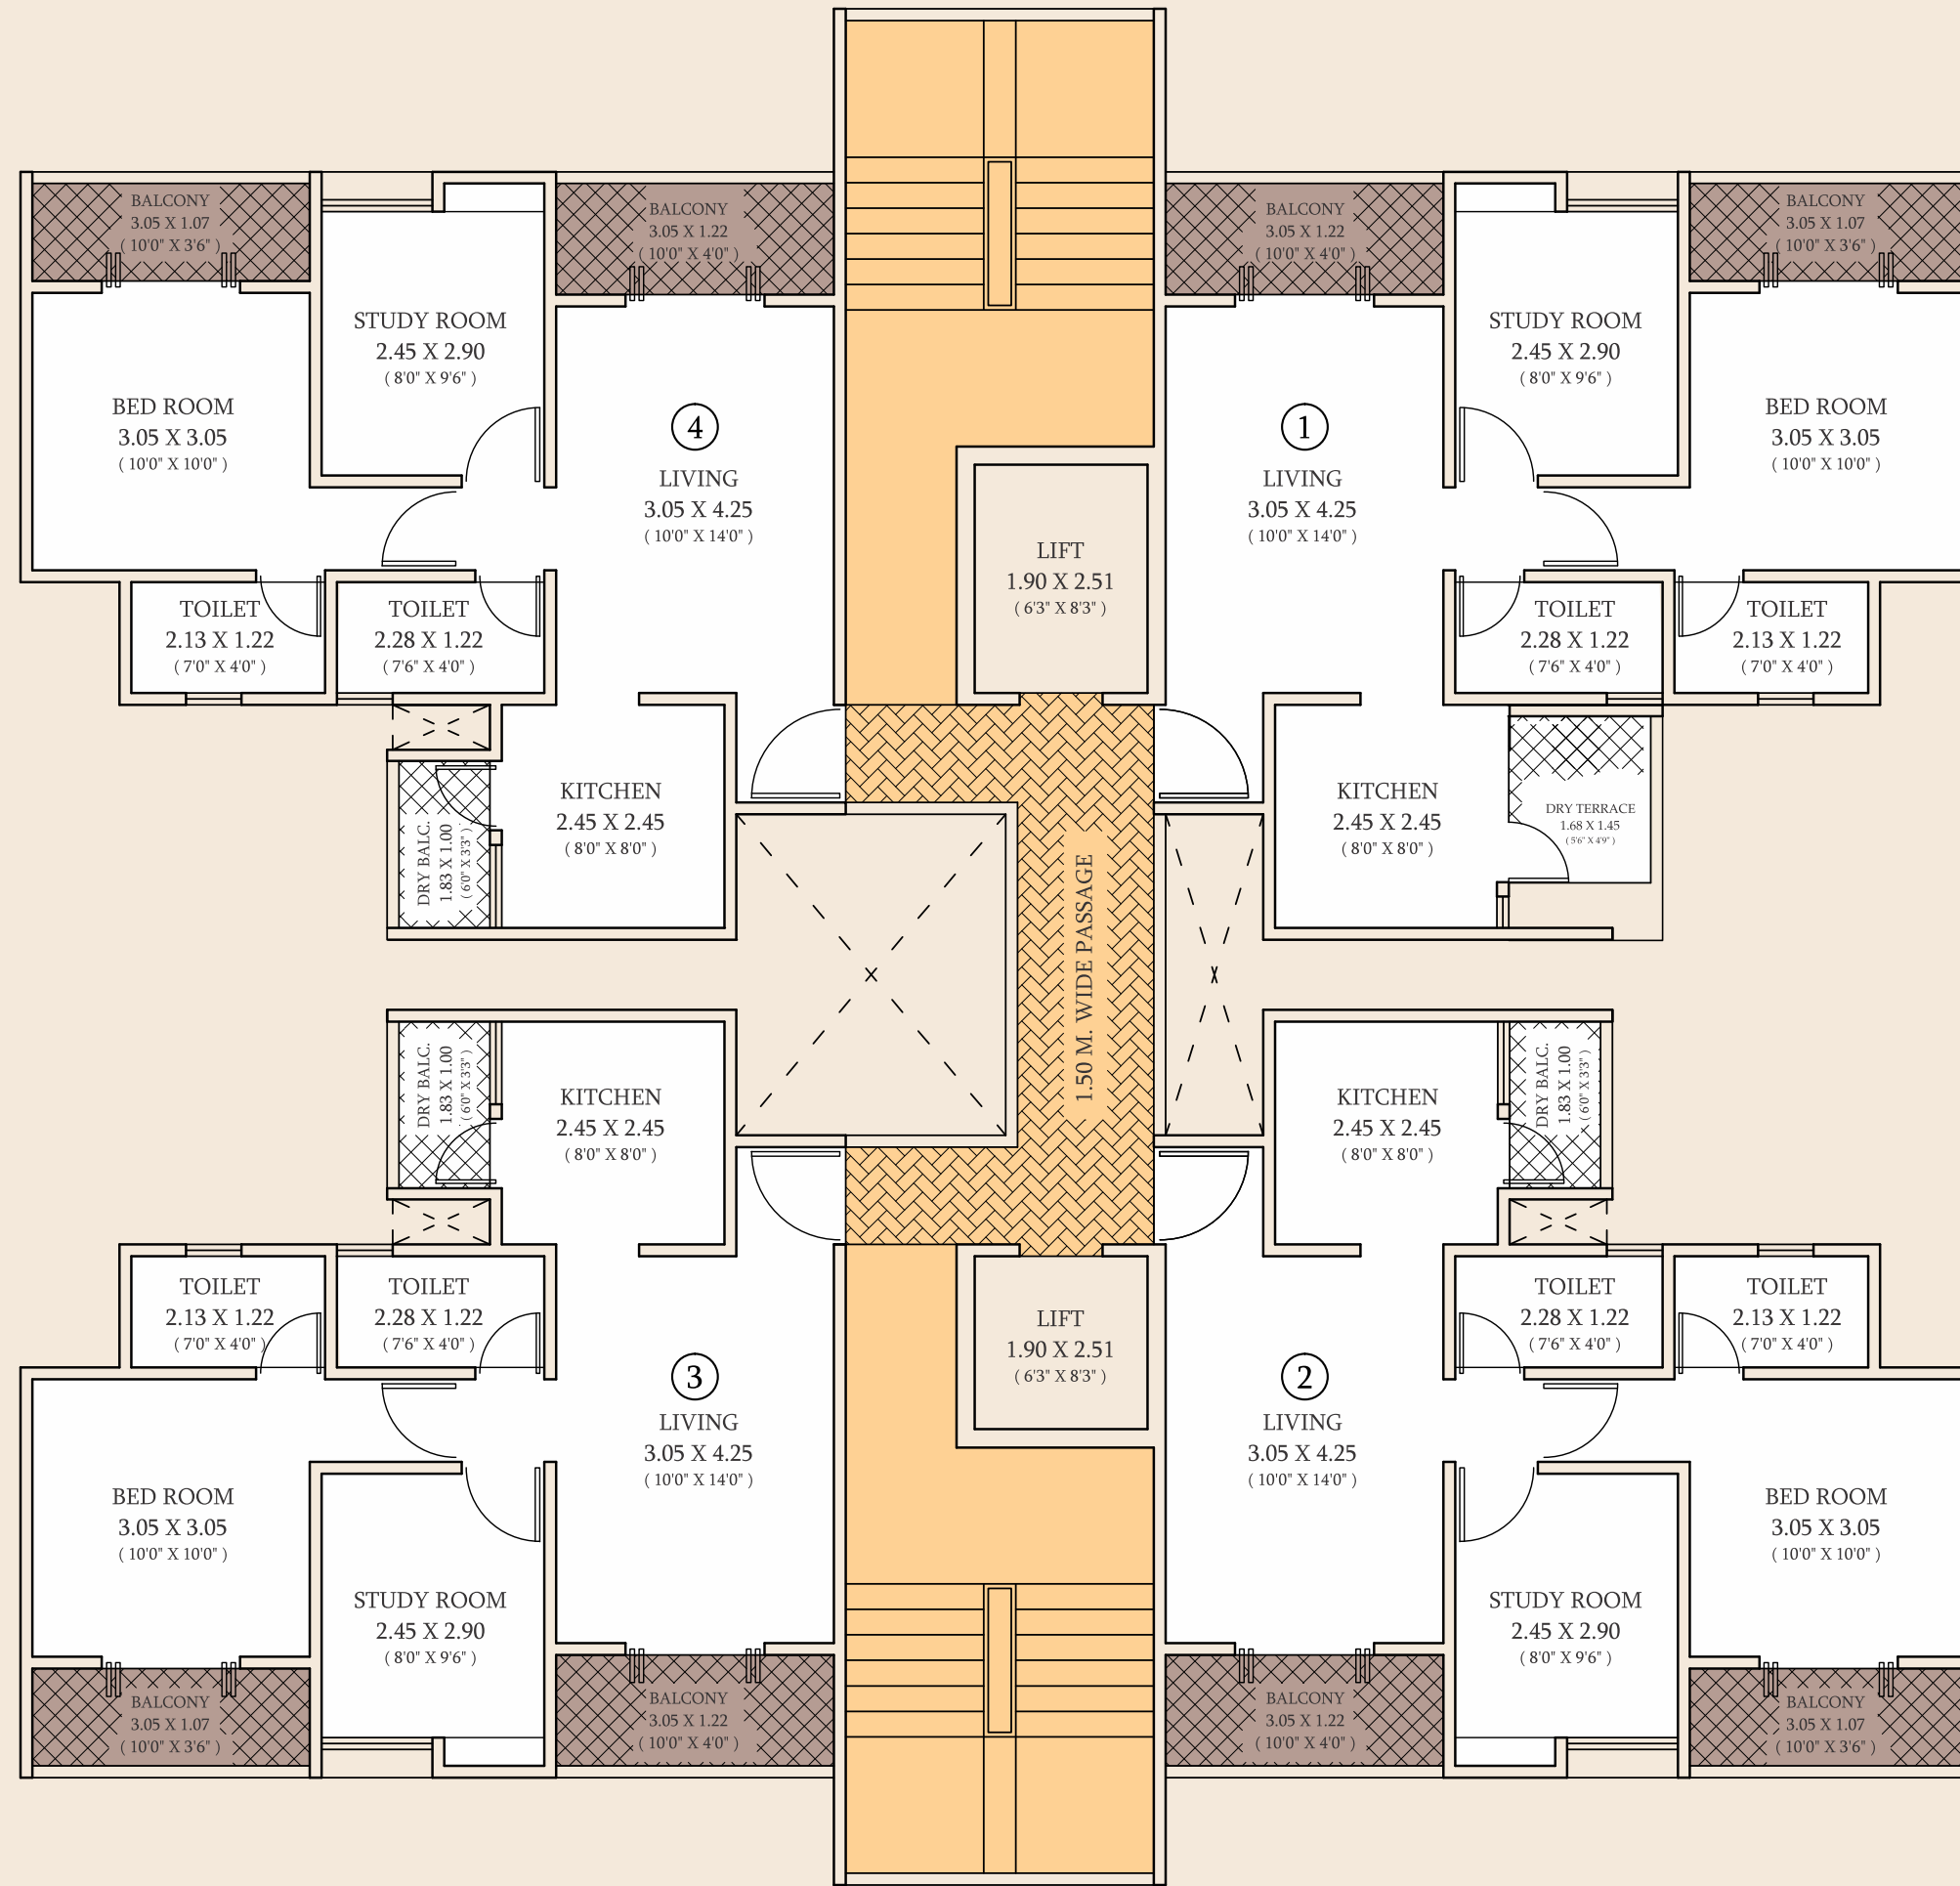 BALCONY
3.05 X 1.07
( 10'0" X 3'6" )
BALCONY
3.05 X 1.22
( 10'0" X 4'0" )
BALCONY
3.05 X 1.22
( 10'0" X 4'0" )
BALCONY
3.05 X 1.07
( 10'0" X 3'6" )
STUDY ROOM
2.45 X 2.90
( 8'0" X 9'6" )
STUDY ROOM
2.45 X 2.90
( 8'0" X 9'6" )
BED ROOM
3.05 X 3.05
( 10'0" X 10'0" )
4
LIVING
3.05 X 4.25
( 10'0" X 14'0" )
1
LIVING
3.05 X 4.25
( 10'0" X 14'0" )
BED ROOM
3.05 X 3.05
( 10'0" X 10'0" )
LIFT
1.90 X 2.51
( 6'3" X 8'3" )
TOILET
2.13 X 1.22
( 7'0" X 4'0" )
TOILET
2.28 X 1.22
( 7'6" X 4'0" )
TOILET
2.28 X 1.22
( 7'6" X 4'0" )
TOILET
2.13 X 1.22
( 7'0" X 4'0" )
DRY BALC.
1.83 X 1.00
( 6'0" X 3'3" )
KITCHEN
2.45 X 2.45
( 8'0" X 8'0" )
KITCHEN
2.45 X 2.45
( 8'0" X 8'0" )
DRY TERRACE
1.68 X 1.45
( 5'6" X 4'9" )
1.50 M. WIDE PASSAGE
DRY BALC.
1.83 X 1.00
( 6'0" X 3'3" )
KITCHEN
2.45 X 2.45
( 8'0" X 8'0" )
KITCHEN
2.45 X 2.45
( 8'0" X 8'0" )
DRY BALC.
1.83 X 1.00
( 6'0" X 3'3" )
TOILET
2.13 X 1.22
( 7'0" X 4'0" )
TOILET
2.28 X 1.22
( 7'6" X 4'0" )
LIFT
1.90 X 2.51
( 6'3" X 8'3" )
TOILET
2.28 X 1.22
( 7'6" X 4'0" )
TOILET
2.13 X 1.22
( 7'0" X 4'0" )
3
LIVING
3.05 X 4.25
( 10'0" X 14'0" )
2
LIVING
3.05 X 4.25
( 10'0" X 14'0" )
BED ROOM
3.05 X 3.05
( 10'0" X 10'0" )
BED ROOM
3.05 X 3.05
( 10'0" X 10'0" )
STUDY ROOM
2.45 X 2.90
( 8'0" X 9'6" )
STUDY ROOM
2.45 X 2.90
( 8'0" X 9'6" )
BALCONY
3.05 X 1.07
( 10'0" X 3'6" )
BALCONY
3.05 X 1.22
( 10'0" X 4'0" )
BALCONY
3.05 X 1.22
( 10'0" X 4'0" )
BALCONY
3.05 X 1.07
( 10'0" X 3'6" )